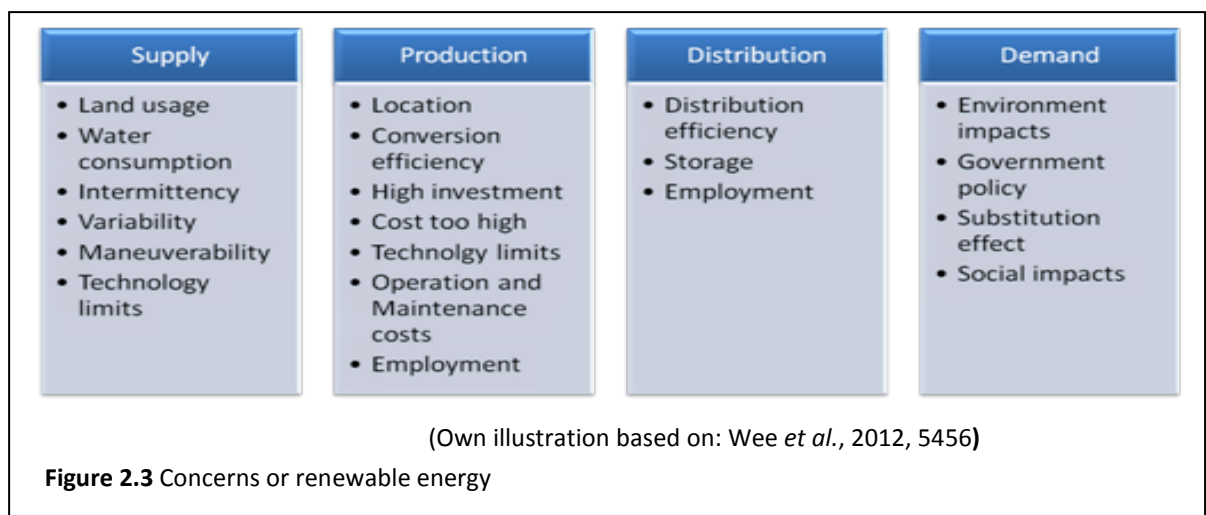 Supply
• Land usage
• Water
consumption
• Intermittency
• Variability
• Maneuverability
• Technology
limits
Production
• Location
• Conversion
efficiency
• High investment
• Cost too high
• Technolgy limits
• Operation and
Maintenance
costs
• Employment
Distribution
• Distribution
efficiency
• Storage
• Employment
Demand
• Environment
impacts
• Government
policy
• Substitution
effect
• Social impacts
(Own illustration based on: Wee et al., 2012, 5456)
Figure 2.3 Concerns or renewable energy